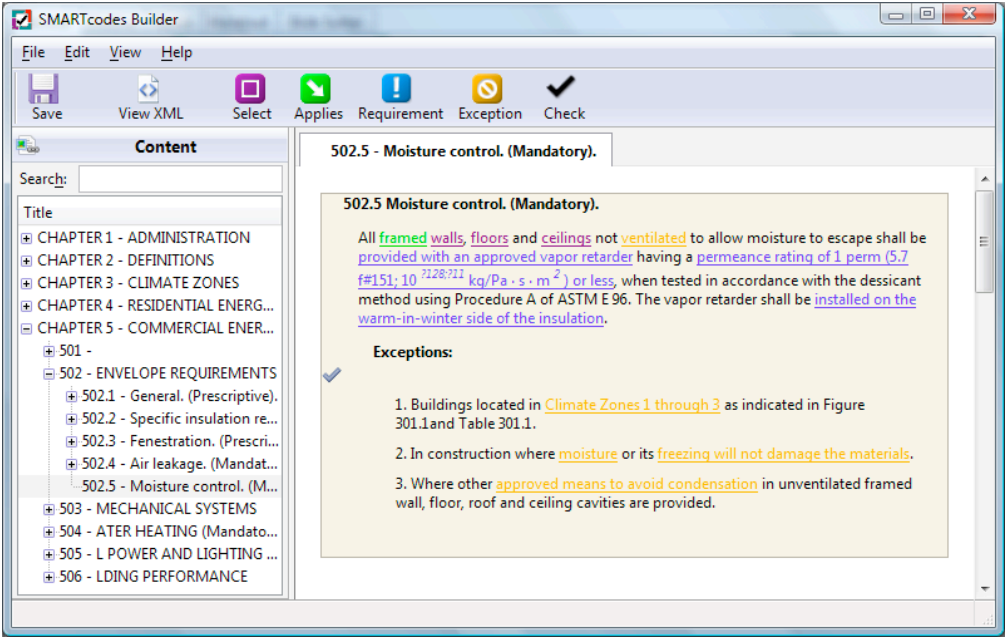 SMARTcodes Builder
File Edit View Help
Save View XML Select Applies Requirement Exception Check
Content
Search:
Title
CHAPTER 1 - ADMINISTRATION
CHAPTER 2 - DEFINITIONS
CHAPTER 3 - CLIMATE ZONES
CHAPTER 4 - RESIDENTIAL ENERG...
CHAPTER 5 - COMMERCIAL ENER...
501 -
502 - ENVELOPE REQUIREMENTS
502.1 - General. (Prescriptive).
502.2 - Specific insulation re...
502.3 - Fenestration. (Prescri...
502.4 - Air leakage. (Mandat...
502.5 - Moisture control. (M...
503 - MECHANICAL SYSTEMS
504 - ATER HEATING (Mandato...
505 - L POWER AND LIGHTING ...
506 - LDING PERFORMANCE
502.5 - Moisture control. (Mandatory).
502.5 Moisture control. (Mandatory).
All framed walls, floors and ceilings not ventilated to allow moisture to escape shall be
provided with an approved vapor retarder having a permeance rating of 1 perm (5.7
f#151; 10 ?128;?11 kg/Pa · s · m 2 ) or less, when tested in accordance with the dessicant
method using Procedure A of ASTM E 96. The vapor retarder shall be installed on the
warm-in-winter side of the insulation.
Exceptions:
1. Buildings located in Climate Zones 1 through 3 as indicated in Figure
301.1and Table 301.1.
2. In construction where moisture or its freezing will not damage the materials.
3. Where other approved means to avoid condensation in unventilated framed
wall, floor, roof and ceiling cavities are provided.